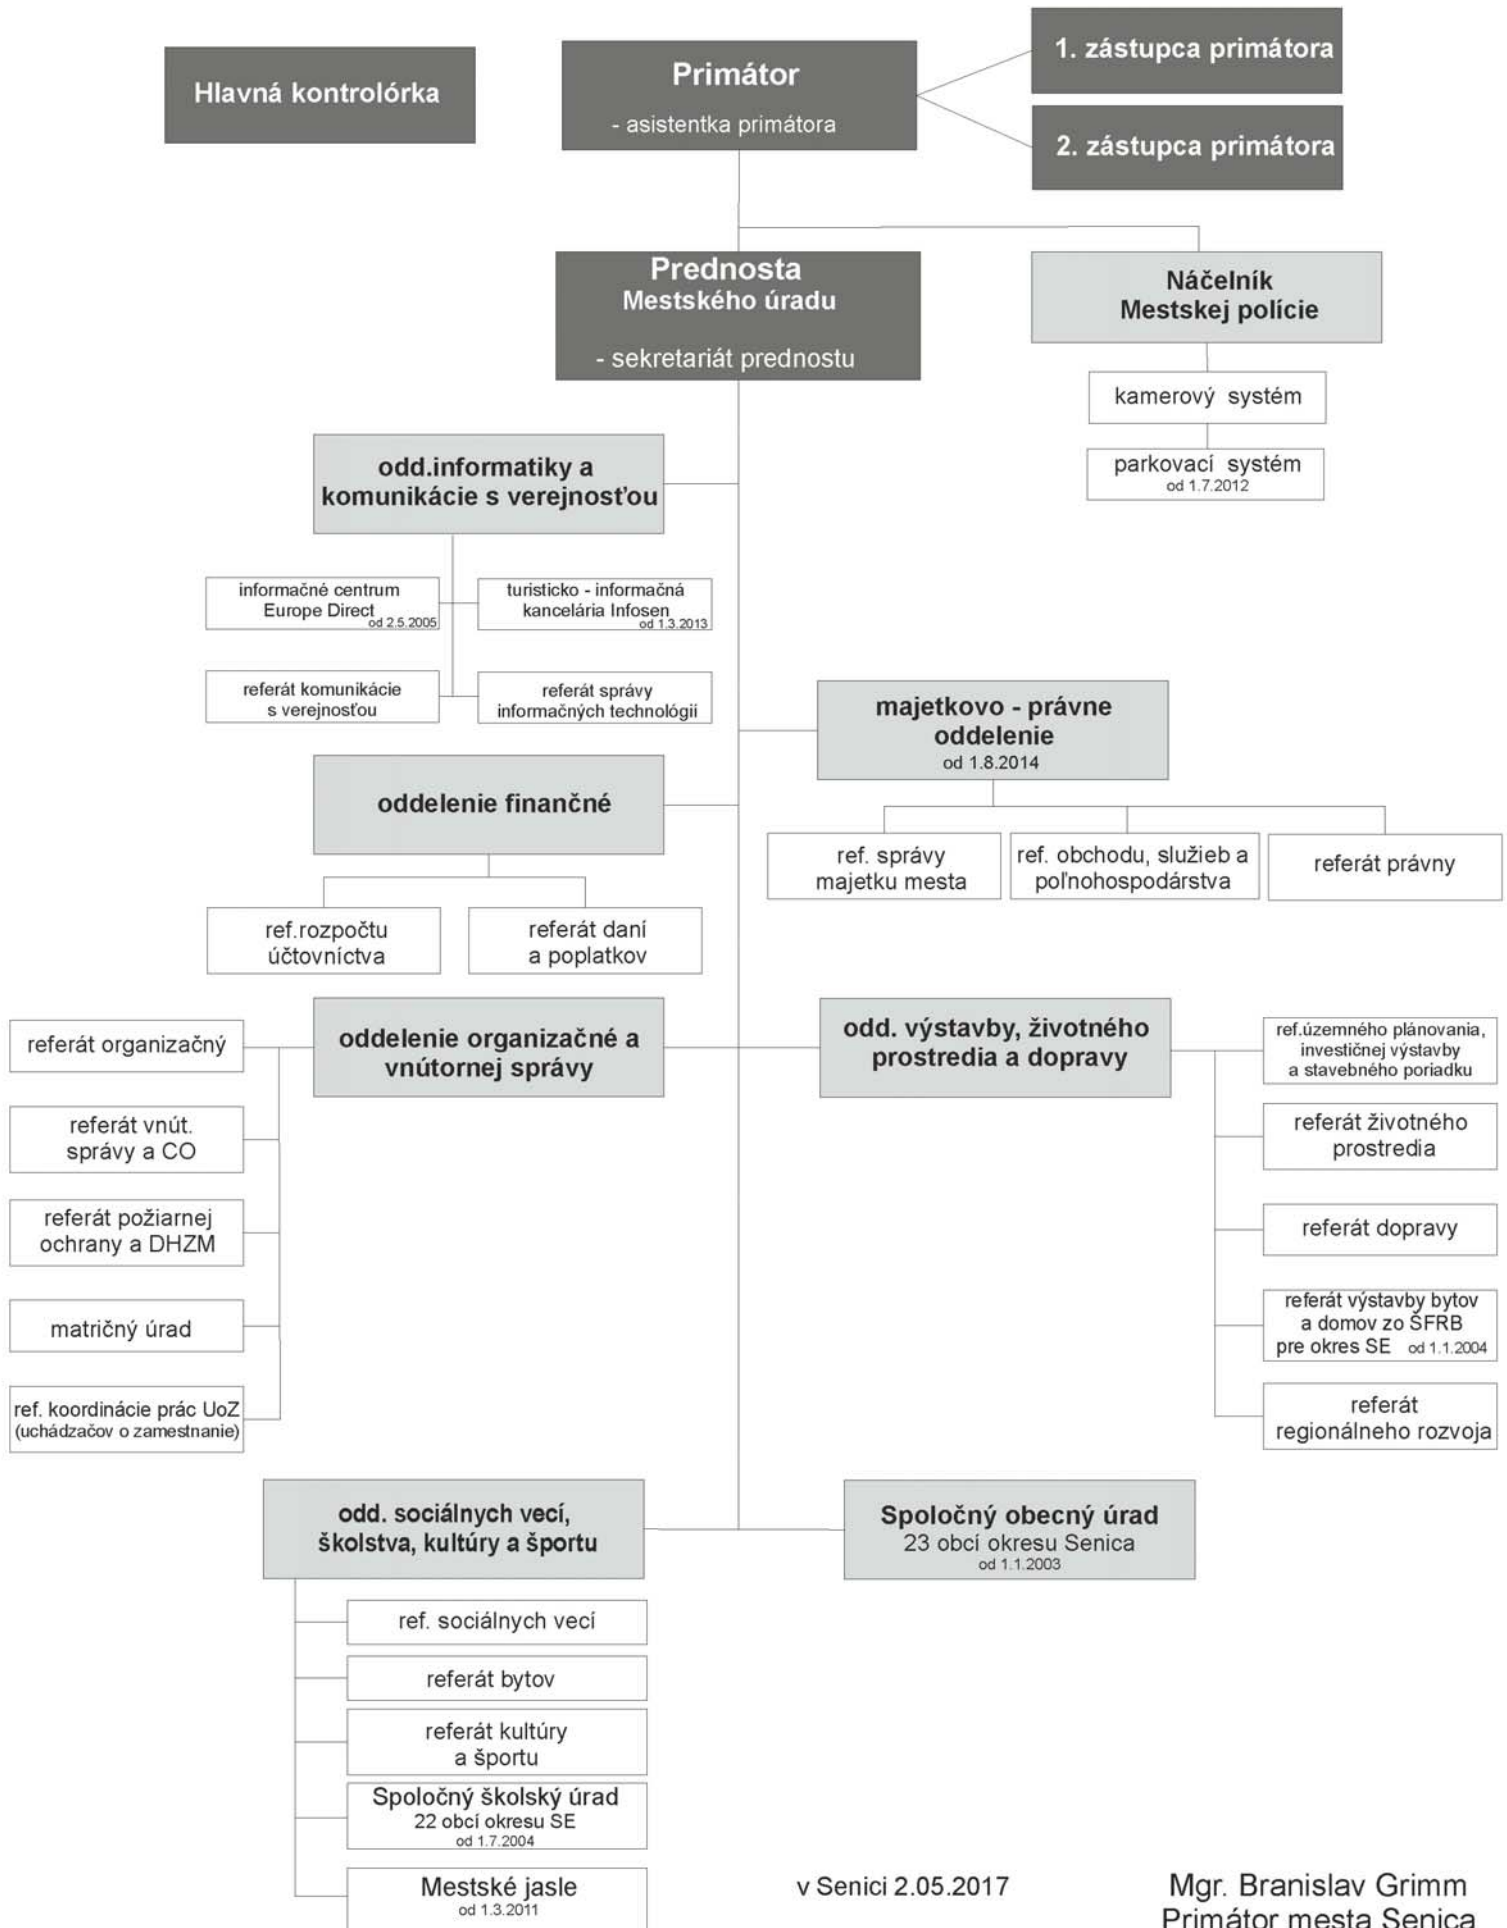 Hlavná kontrolórka
Primátor
- asistentka primátora
1. zástupca primátora
2. zástupca primátora
Prednosta
Mestského úradu
- sekretariát prednostu
Náčelník
Mestskej polície
kamerový systém
parkovací systém
od 1.7.2012
odd.informatiky a
komunikácie s verejnosťou
informačné centrum
Europe Direct
od 2.5.2005
turisticko - informačná
kancelária Infosen
od 1.3.2013
referát komunikácie
s verejnosťou
referát správy
informačných technológii
majetkovo - právne
oddelenie
od 1.8.2014
ref. správy
majetku mesta
ref. obchodu, služieb a
poľnohospodárstva
referát právny
oddelenie finančné
ref.rozpočtu
účtovníctva
referát daní
a poplatkov
oddelenie organizačné a
vnútornej správy
referát organizačný
referát vnút.
správy a CO
referát požiarnej
ochrany a DHZM
matričný úrad
ref. koordinácie prác UoZ
(uchádzačov o zamestnanie)
odd. výstavby, životného
prostredia a dopravy
ref.územného plánovania,
investičnej výstavby
a stavebného poriadku
referát životného
prostredia
referát dopravy
referát výstavby bytov
a domov zo ŠFRB
pre okres SE od 1.1.2004
referát
regionálneho rozvoja
odd. sociálnych vecí,
školstva, kultúry a športu
ref. sociálnych vecí
referát bytov
referát kultúry
a športu
Spoločný školský úrad
22 obcí okresu SE
od 1.7.2004
Mestské jasle
od 1.3.2011
Spoločný obecný úrad
23 obcí okresu Senica
od 1.1.2003
v Senici 2.05.2017
Mgr. Branislav Grimm
Primátor mesta Senica